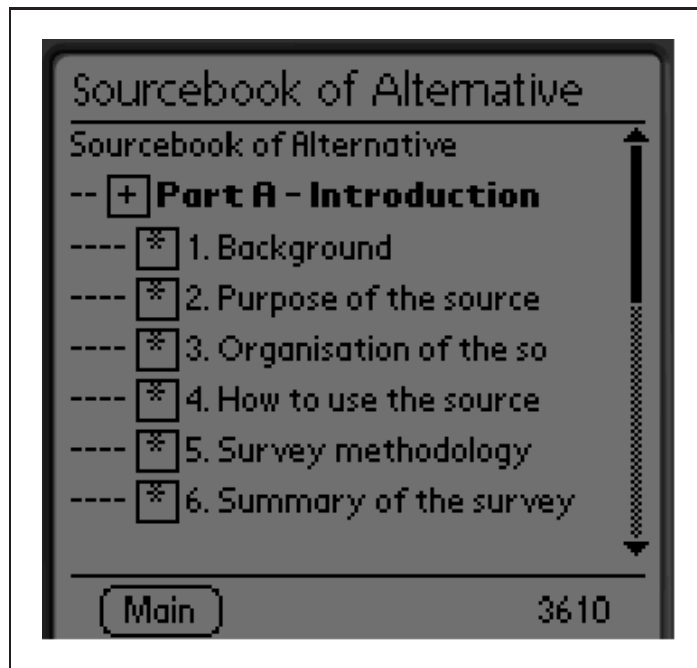 Sourcebook of Alternative
Sourcebook of Alternative
-- + Part A - Introduction
---- * 1. Background
---- * 2. Purpose of the source
---- * 3. Organisation of the so
---- * 4. How to use the source
---- * 5. Survey methodology
---- * 6. Summary of the survey
Main 3610